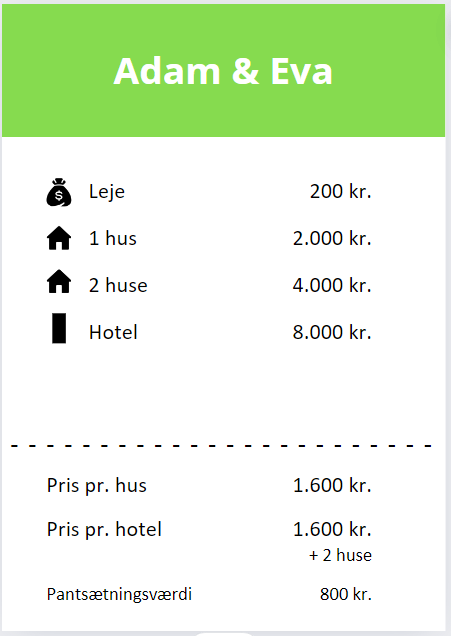 Adam & Eva
Leje 200 kr.
1 hus 2.000 kr.
2 huse 4.000 kr.
Hotel 8.000 kr.
Pris pr. hus 1.600 kr.
Pris pr. hotel 1.600 kr.
+ 2 huse
Pantsætningsværdi 800 kr.